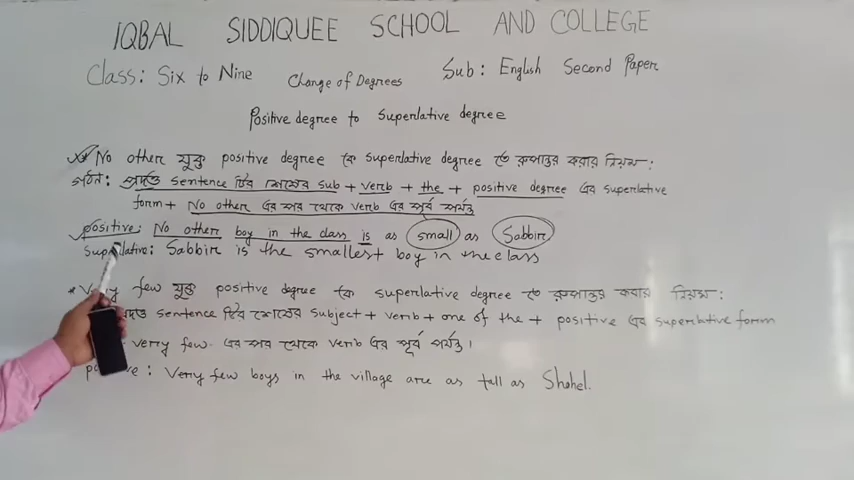 IQBAL SIDDIQUEE SCHOOL AND COLLEGE
Class: Six to Nine Change of Degrees Sub: English Second Paper
Positive degree to Superlative degree
* No other যুক্ত positive degree কে superlative degree তে রুপান্তর করার নিয়ম:
গঠন: প্রদত্ত sentence টির শেষের sub + verb + the + positive degree এর superlative
form + No other এর পর থেকে verb এর পূর্ব পর্যন্ত
positive: No other boy in the class is as small as Sabbir
Superlative: Sabbir is the smallest boy in the class
* Very few যুক্ত positive degree কে superlative degree তে রুপান্তর করার নিয়ম:
প্রদত্ত sentence টির শেষের subject + verb + one of the + positive এর superlative form
very few এর পর থেকে verb এর পূর্ব পর্যন্ত।
positive: Very few boys in the village are as tall as Shohel.